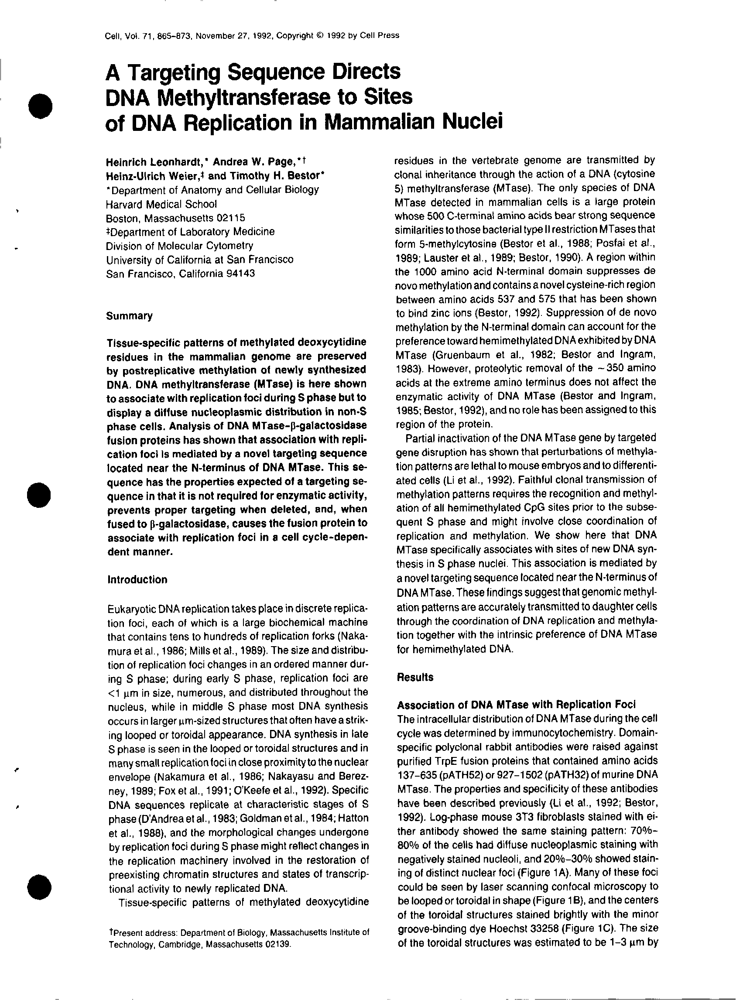 Cell, Vol. 71, 865–873, November 27, 1992, Copyright © 1992 by Cell Press
A Targeting Sequence Directs
DNA Methyltransferase to Sites
of DNA Replication in Mammalian Nuclei
Heinrich Leonhardt,* Andrea W. Page,*†
Heinz-Ulrich Weier,‡ and Timothy H. Bestor*
*Department of Anatomy and Cellular Biology
Harvard Medical School
Boston, Massachusetts 02115
‡Department of Laboratory Medicine
Division of Molecular Cytometry
University of California at San Francisco
San Francisco, California 94143
Summary
Tissue-specific patterns of methylated deoxycytidine
residues in the mammalian genome are preserved
by postreplicative methylation of newly synthesized
DNA. DNA methyltransferase (MTase) is here shown
to associate with replication foci during S phase but to
display a diffuse nucleoplasmic distribution in non-S
phase cells. Analysis of DNA MTase–β-galactosidase
fusion proteins has shown that association with repli-
cation foci is mediated by a novel targeting sequence
located near the N-terminus of DNA MTase. This se-
quence has the properties expected of a targeting se-
quence in that it is not required for enzymatic activity,
prevents proper targeting when deleted, and, when
fused to β-galactosidase, causes the fusion protein to
associate with replication foci in a cell cycle-depen-
dent manner.
Introduction
Eukaryotic DNA replication takes place in discrete replica-
tion foci, each of which is a large biochemical machine
that contains tens to hundreds of replication forks (Naka-
mura et al., 1986; Mills et al., 1989). The size and distribu-
tion of replication foci changes in an ordered manner dur-
ing S phase; during early S phase, replication foci are
<1 μm in size, numerous, and distributed throughout the
nucleus, while in middle S phase most DNA synthesis
occurs in larger μm-sized structures that often have a strik-
ing looped or toroidal appearance. DNA synthesis in late
S phase is seen in the looped or toroidal structures and in
many small replication foci in close proximity to the nuclear
envelope (Nakamura et al., 1986; Nakayasu and Berez-
ney, 1989; Fox et al., 1991; O'Keefe et al., 1992). Specific
DNA sequences replicate at characteristic stages of S
phase (D'Andrea et al., 1983; Goldman et al., 1984; Hatton
et al., 1988), and the morphological changes undergone
by replication foci during S phase might reflect changes in
the replication machinery involved in the restoration of
preexisting chromatin structures and states of transcrip-
tional activity to newly replicated DNA.
Tissue-specific patterns of methylated deoxycytidine
†Present address: Department of Biology, Massachusetts Institute of
Technology, Cambridge, Massachusetts 02139.
residues in the vertebrate genome are transmitted by
clonal inheritance through the action of a DNA (cytosine
5) methyltransferase (MTase). The only species of DNA
MTase detected in mammalian cells is a large protein
whose 500 C-terminal amino acids bear strong sequence
similarities to those bacterial type II restriction MTases that
form 5-methylcytosine (Bestor et al., 1988; Posfai et al.,
1989; Lauster et al., 1989; Bestor, 1990). A region within
the 1000 amino acid N-terminal domain suppresses de
novo methylation and contains a novel cysteine-rich region
between amino acids 537 and 575 that has been shown
to bind zinc ions (Bestor, 1992). Suppression of de novo
methylation by the N-terminal domain can account for the
preference toward hemimethylated DNA exhibited by DNA
MTase (Gruenbaum et al., 1982; Bestor and Ingram,
1983). However, proteolytic removal of the ~350 amino
acids at the extreme amino terminus does not affect the
enzymatic activity of DNA MTase (Bestor and Ingram,
1985; Bestor, 1992), and no role has been assigned to this
region of the protein.
Partial inactivation of the DNA MTase gene by targeted
gene disruption has shown that perturbations of methyla-
tion patterns are lethal to mouse embryos and to differenti-
ated cells (Li et al., 1992). Faithful clonal transmission of
methylation patterns requires the recognition and methyl-
ation of all hemimethylated CpG sites prior to the subse-
quent S phase and might involve close coordination of
replication and methylation. We show here that DNA
MTase specifically associates with sites of new DNA syn-
thesis in S phase nuclei. This association is mediated by
a novel targeting sequence located near the N-terminus of
DNA MTase. These findings suggest that genomic methyl-
ation patterns are accurately transmitted to daughter cells
through the coordination of DNA replication and methyla-
tion together with the intrinsic preference of DNA MTase
for hemimethylated DNA.
Results
Association of DNA MTase with Replication Foci
The intracellular distribution of DNA MTase during the cell
cycle was determined by immunocytochemistry. Domain-
specific polyclonal rabbit antibodies were raised against
purified TrpE fusion proteins that contained amino acids
137–635 (pATH52) or 927–1502 (pATH32) of murine DNA
MTase. The properties and specificity of these antibodies
have been described previously (Li et al., 1992; Bestor,
1992). Log-phase mouse 3T3 fibroblasts stained with ei-
ther antibody showed the same staining pattern: 70%–
80% of the cells had diffuse nucleoplasmic staining with
negatively stained nucleoli, and 20%–30% showed stain-
ing of distinct nuclear foci (Figure 1A). Many of these foci
could be seen by laser scanning confocal microscopy to
be looped or toroidal in shape (Figure 1B), and the centers
of the toroidal structures stained brightly with the minor
groove-binding dye Hoechst 33258 (Figure 1C). The size
of the toroidal structures was estimated to be 1–3 μm by